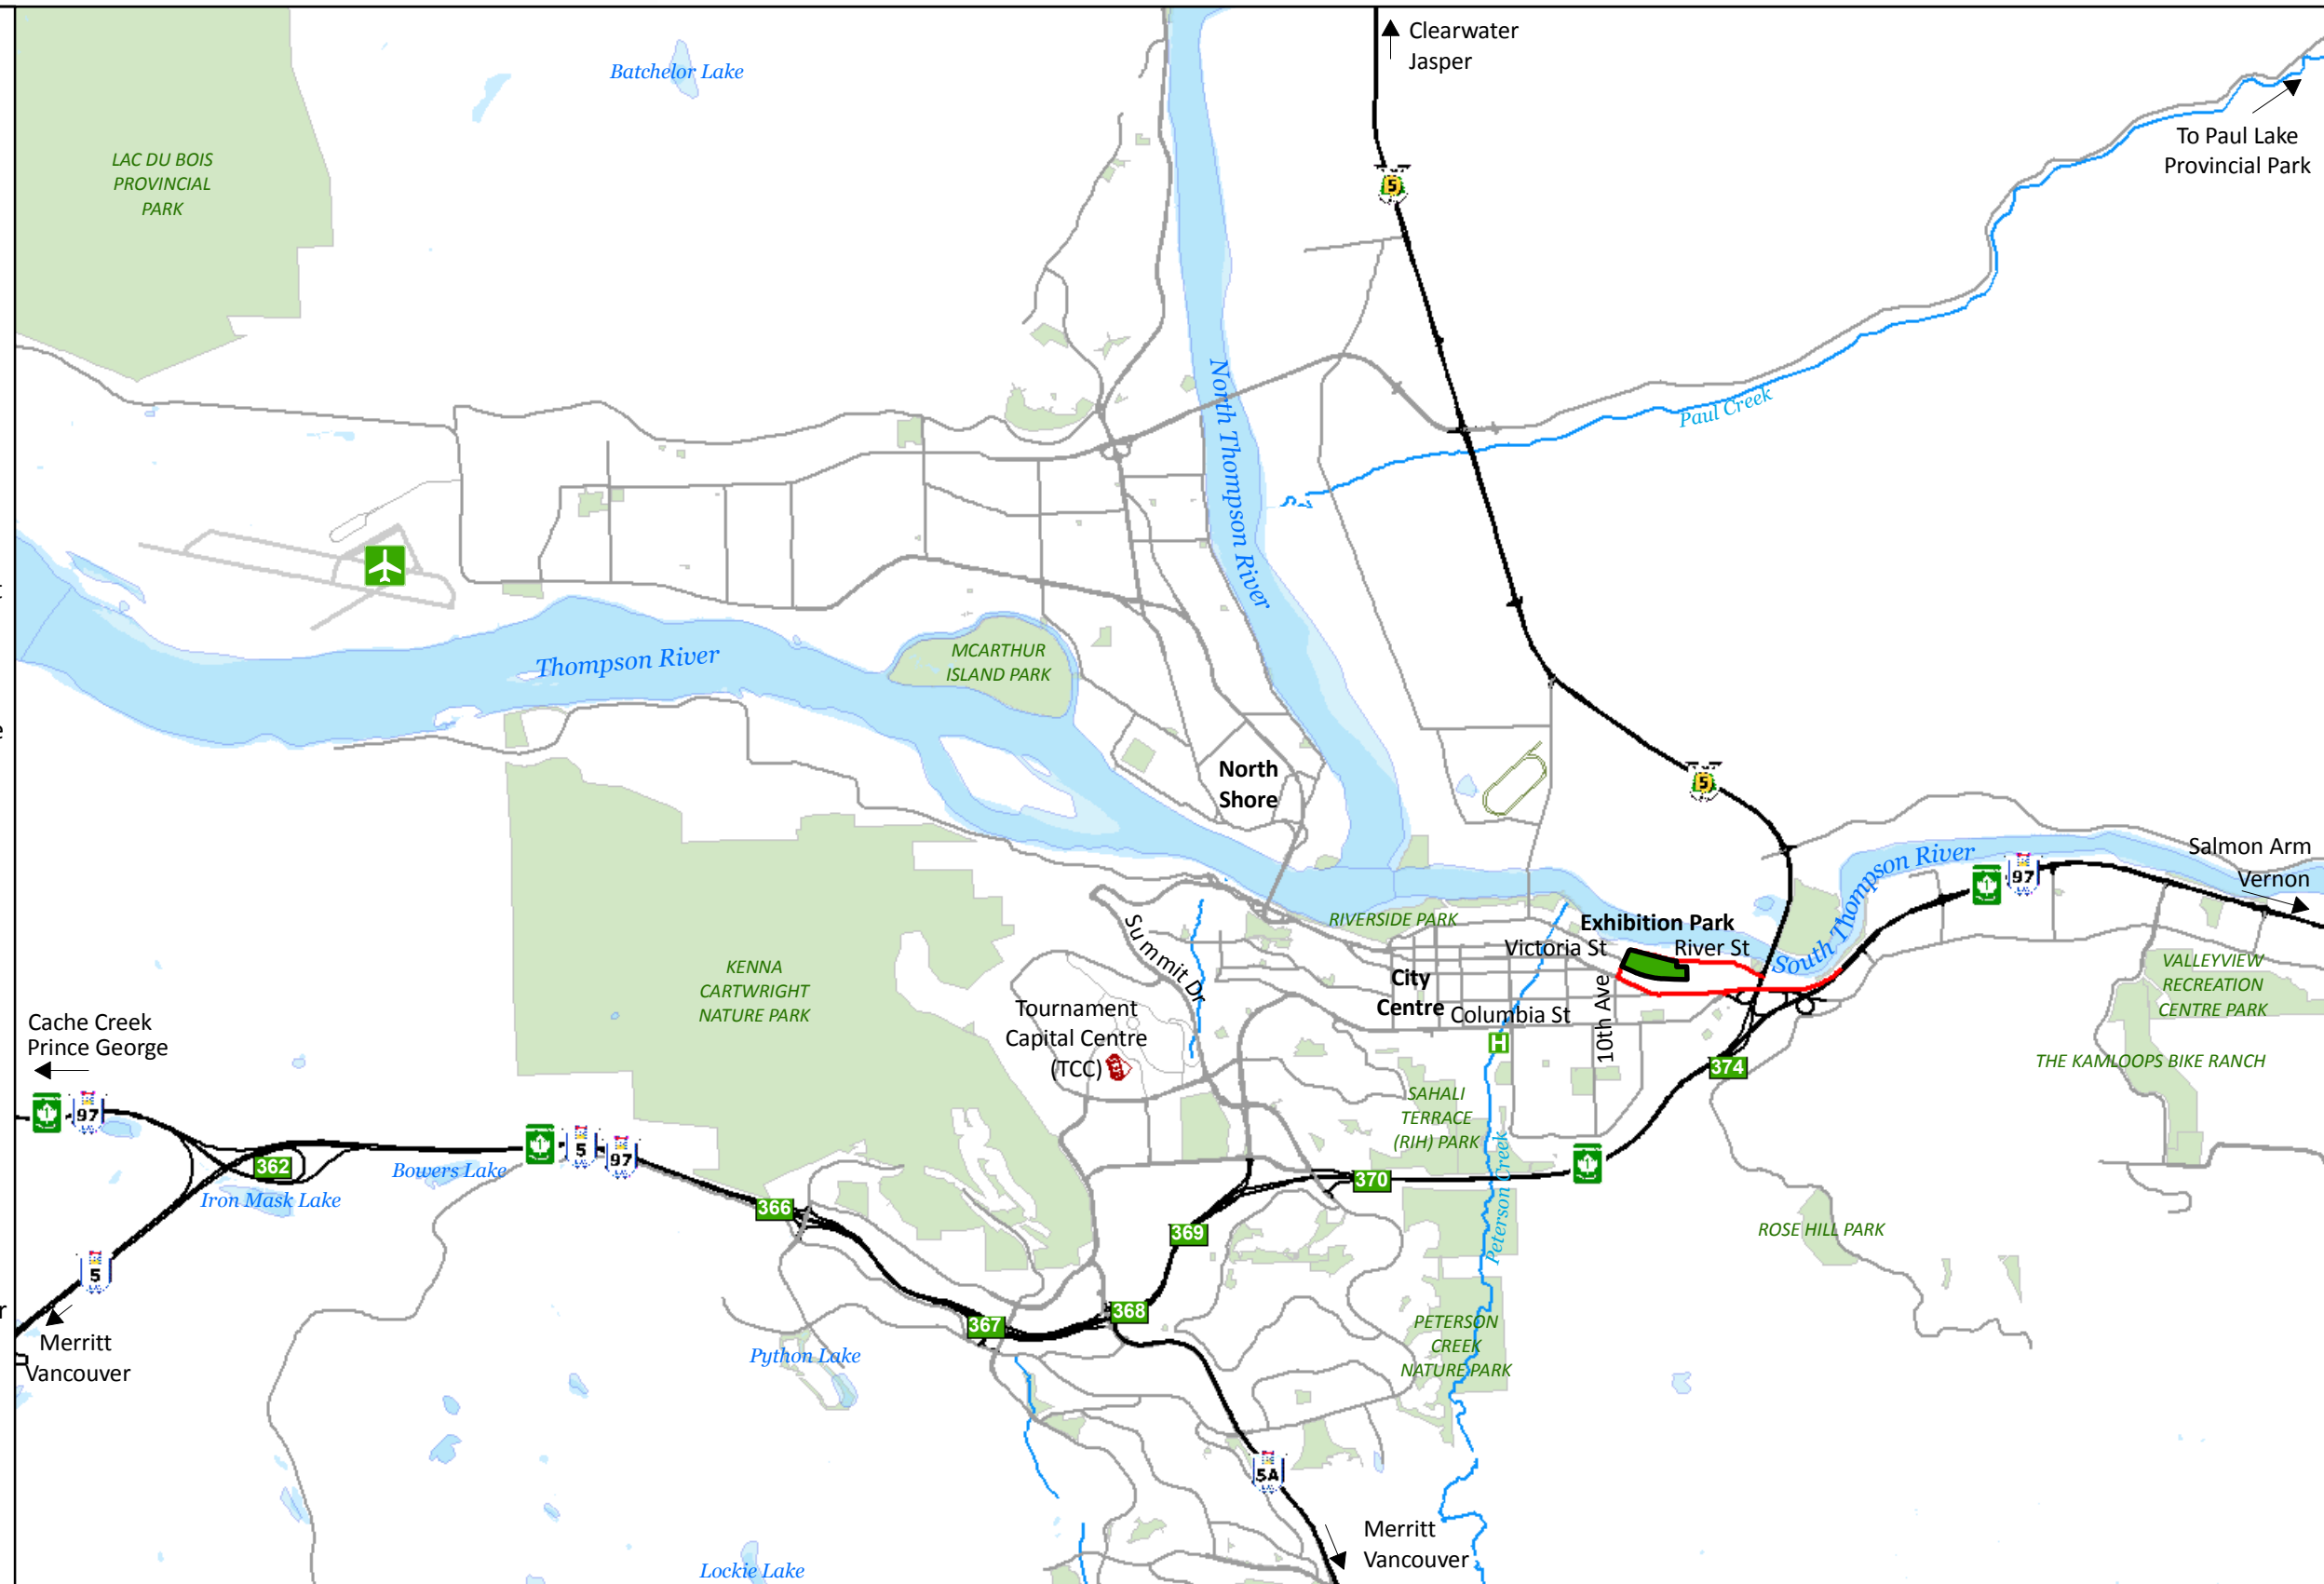 Clearwater
Jasper
Batchelor Lake
To Paul Lake
Provincial Park
LAC DU BOIS
PROVINCIAL
PARK
5
North Thompson River
Paul Creek
Thompson River
MCARTHUR
ISLAND PARK
North
Shore
5
Salmon Arm
Vernon
1
97
South Thompson River
RIVERSIDE PARK
Exhibition Park
Victoria St
River St
Summit Dr
City
Centre
Columbia St
10th Ave
H
KENNA
CARTWRIGHT
NATURE PARK
Tournament
Capital Centre
(TCC)
VALLEYVIEW
RECREATION
CENTRE PARK
THE KAMLOOPS BIKE RANCH
374
SAHALI
TERRACE
(RIH) PARK
Peterson Creek
Cache Creek
Prince George
1
97
362
Iron Mask Lake
Bowers Lake
1
5
97
366
370
1
369
ROSE HILL PARK
5
Merritt
Vancouver
367
368
Python Lake
PETERSON
CREEK
NATURE PARK
5A
Merritt
Vancouver
Lockie Lake